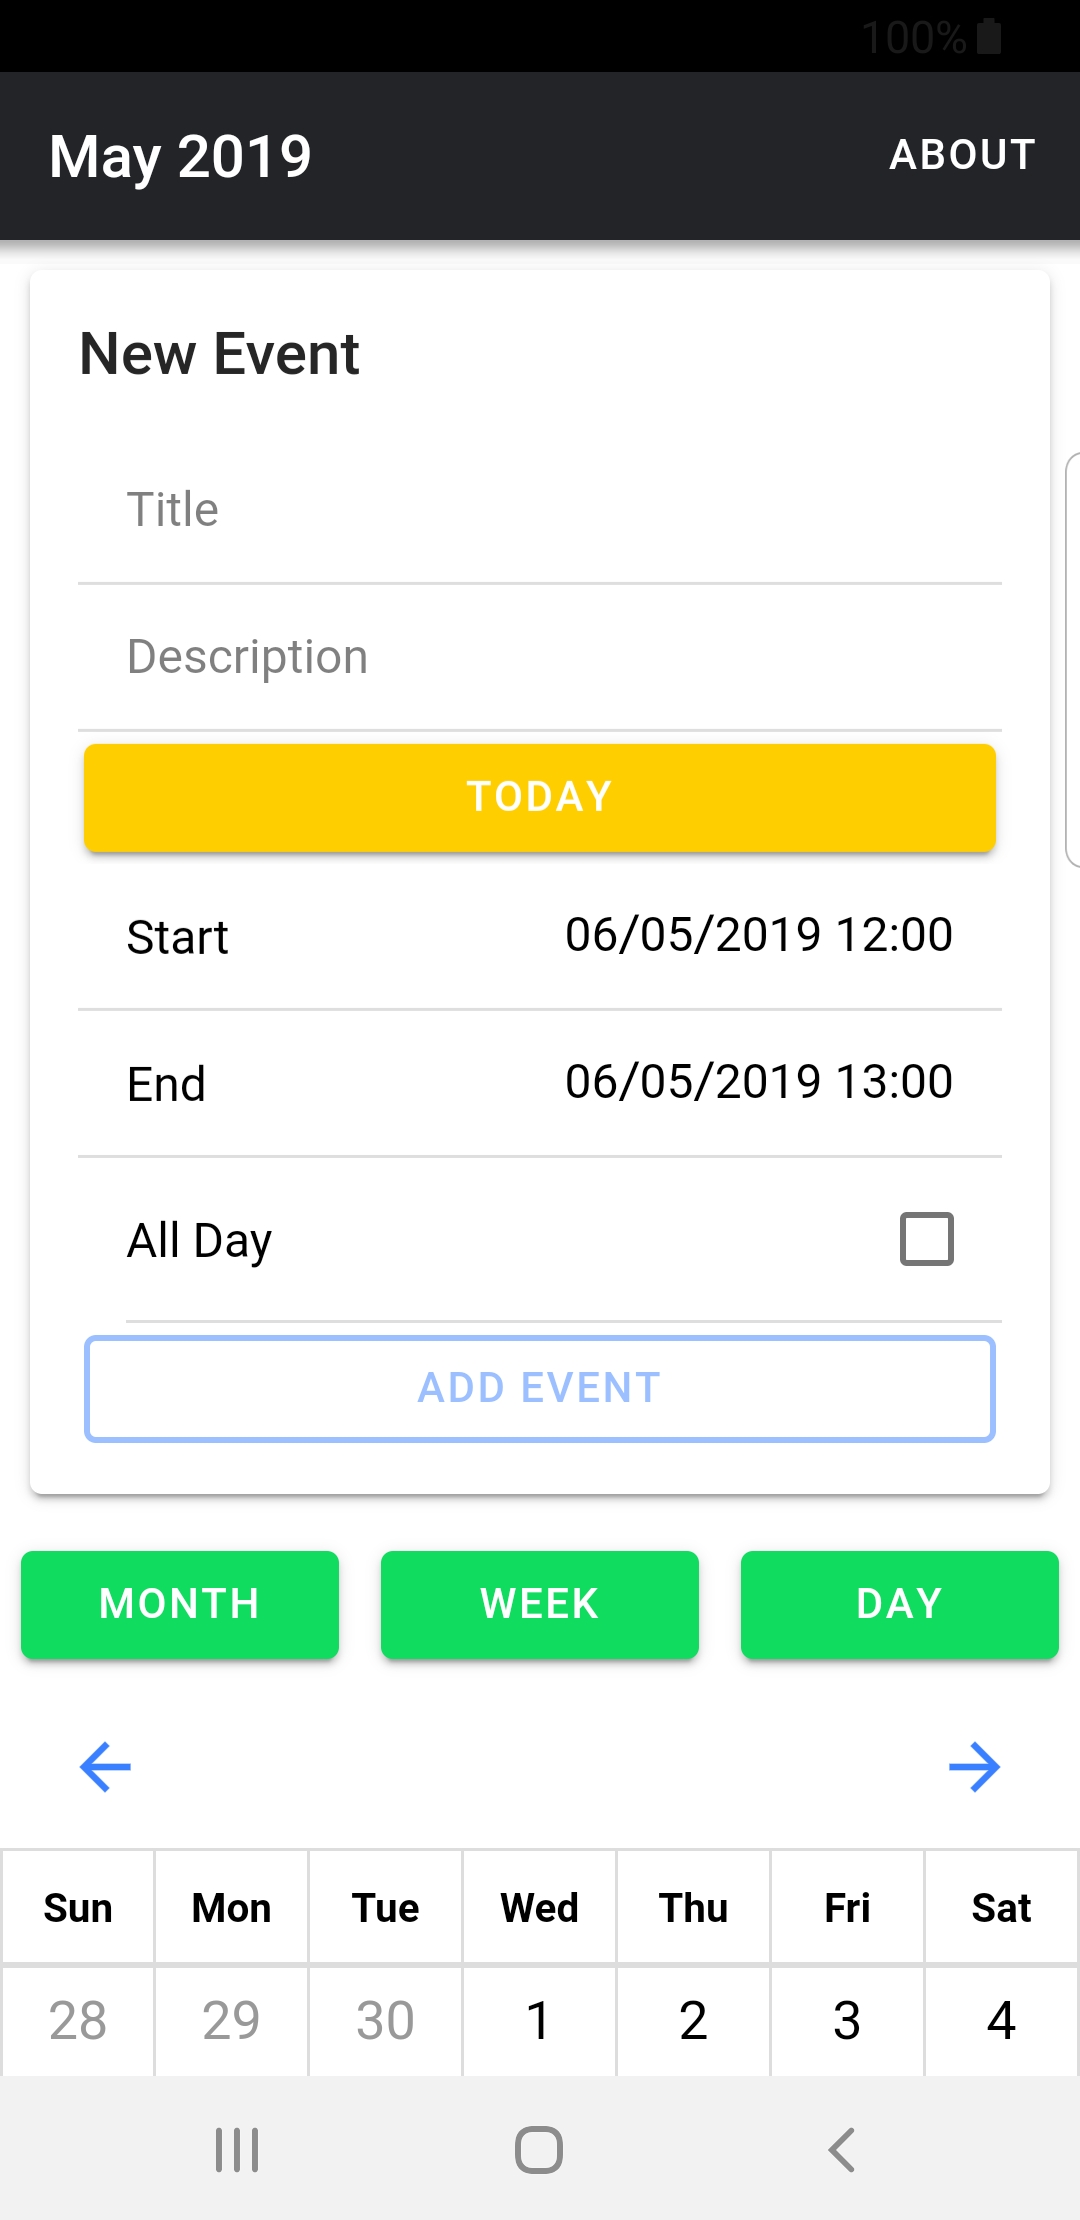 100%
May 2019 ABOUT
New Event
Title
Description
TODAY
Start 06/05/2019 12:00
End 06/05/2019 13:00
All Day
ADD EVENT
MONTH WEEK DAY
Sun Mon Tue Wed Thu Fri Sat
28 29 30 1 2 3 4